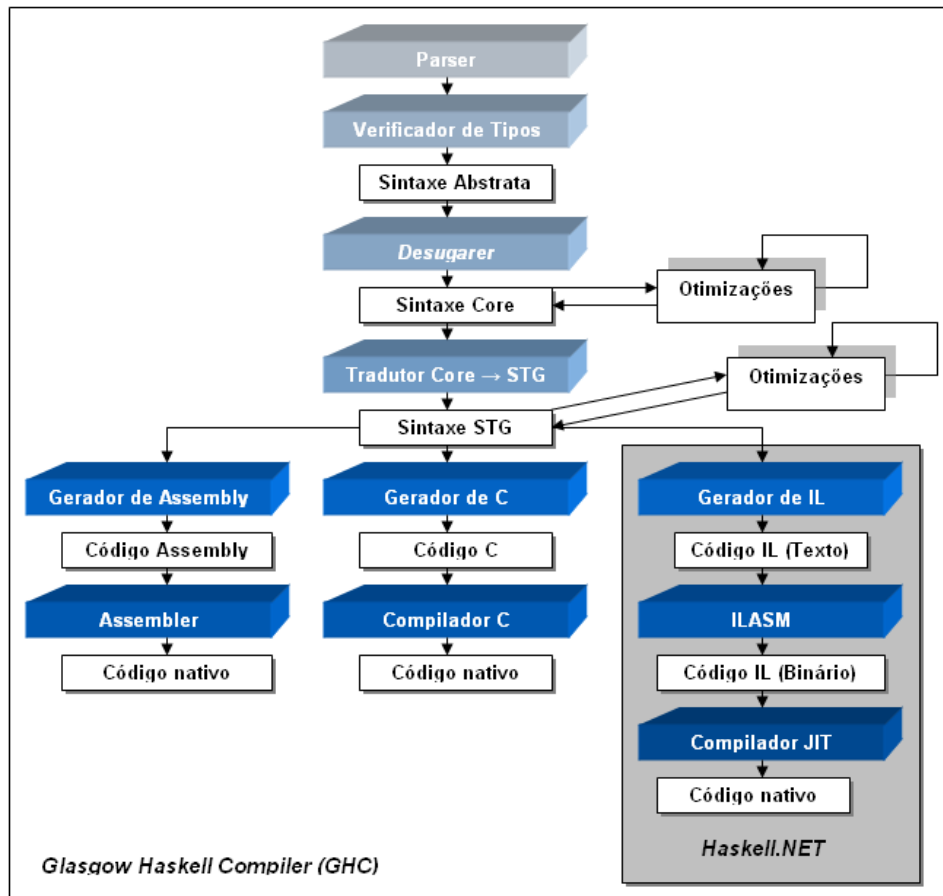 Parser
Verificador de Tipos
Sintaxe Abstrata
Desugarer
Sintaxe Core
Otimizações
Tradutor Core → STG
Otimizações
Sintaxe STG
Gerador de Assembly
Gerador de C
Gerador de IL
Código Assembly
Código C
Código IL (Texto)
Assembler
Compilador C
ILASM
Código nativo
Código nativo
Código IL (Binário)
Compilador JIT
Código nativo
Haskell.NET
Glasgow Haskell Compiler (GHC)